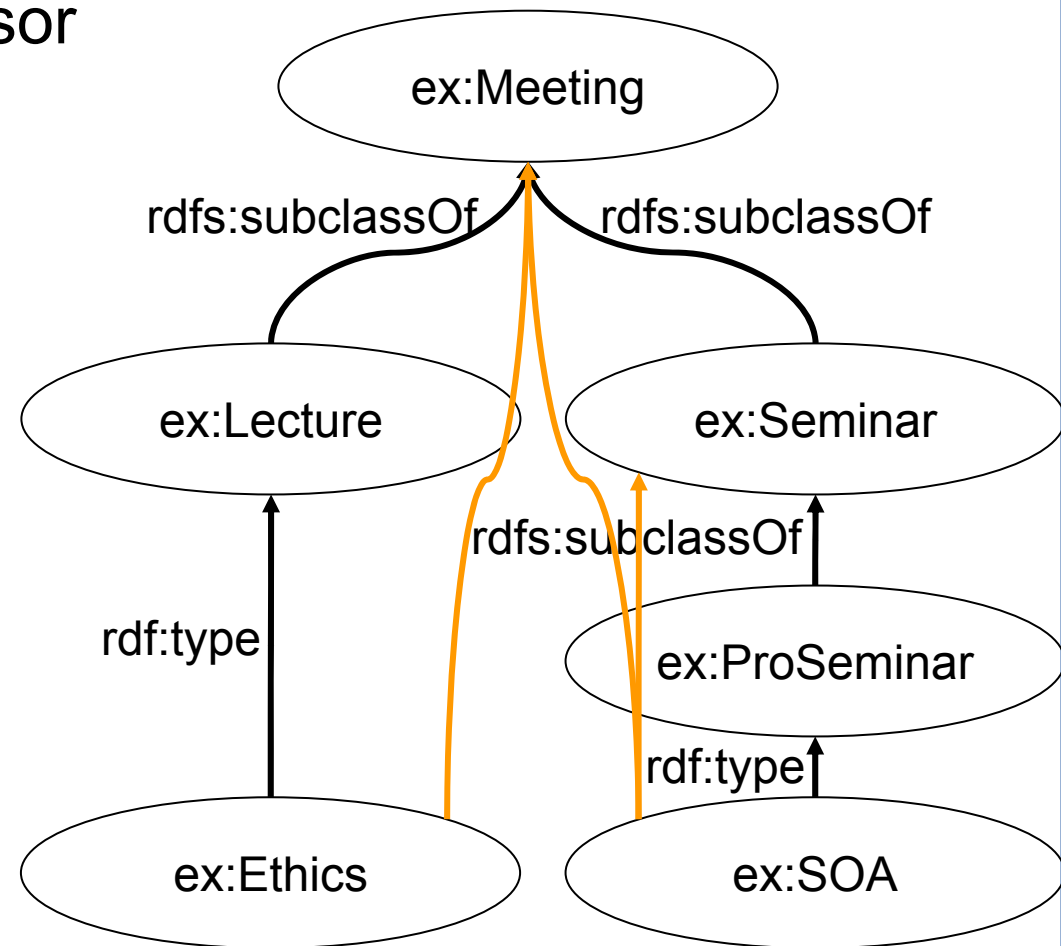 sor
ex:Meeting
rdfs:subclassOf rdfs:subclassOf
ex:Lecture ex:Seminar
rdfs:subclassOf
rdf:type
ex:ProSeminar
rdf:type
ex:Ethics ex:SOA